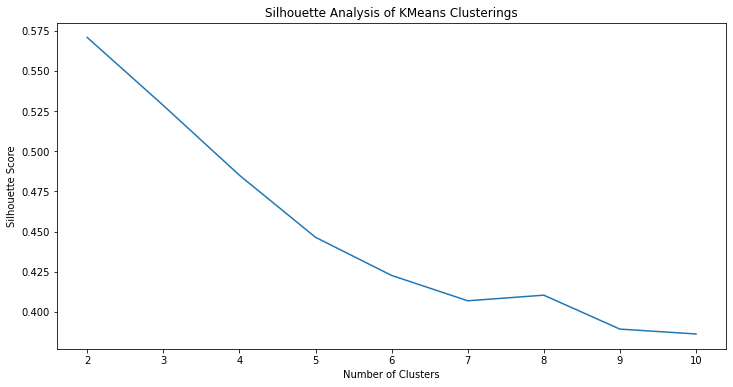 Silhouette Analysis of KMeans Clusterings
0.575
0.550
0.525
0.500
0.475
0.450
0.425
0.400
Silhouette Score
2 3 4 5 6 7 8 9 10
Number of Clusters